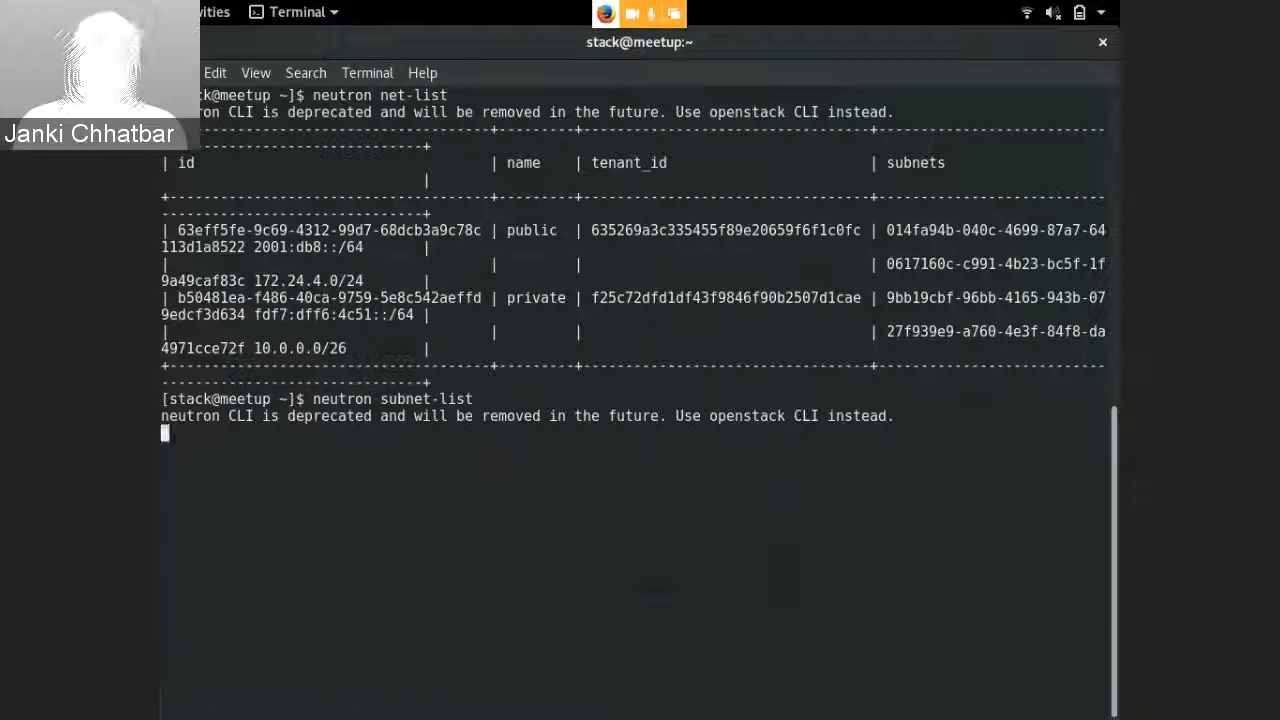 vities Terminal
stack@meetup:~
Edit View Search Terminal Help
Janki Chhatbar
ck@meetup ~]$ neutron net-list
ron CLI is deprecated and will be removed in the future. Use openstack CLI instead.
-----------------------------+---------+----------------------------------+---------------------------
-------------------------+
| id | name | tenant_id | subnets
|
+--------------------------------------+---------+----------------------------------+---------------------------
-------------------------------+
| 63eff5fe-9c69-4312-99d7-68dcb3a9c78c | public | 635269a3c335455f89e20659f6f1c0fc | 014fa94b-040c-4699-87a7-64
113d1a8522 2001:db8::/64 |
| | | | 0617160c-c991-4b23-bc5f-1f
9a49caf83c 172.24.4.0/24 |
| b50481ea-f486-40ca-9759-5e8c542aeffd | private | f25c72dfd1df43f9846f90b2507d1cae | 9bb19cbf-96bb-4165-943b-07
9edcf3d634 fdf7:dff6:4c51::/64 |
| | | | 27f939e9-a760-4e3f-84f8-da
4971cce72f 10.0.0.0/26 |
+--------------------------------------+---------+----------------------------------+---------------------------
-------------------------------+
[stack@meetup ~]$ neutron subnet-list
neutron CLI is deprecated and will be removed in the future. Use openstack CLI instead.